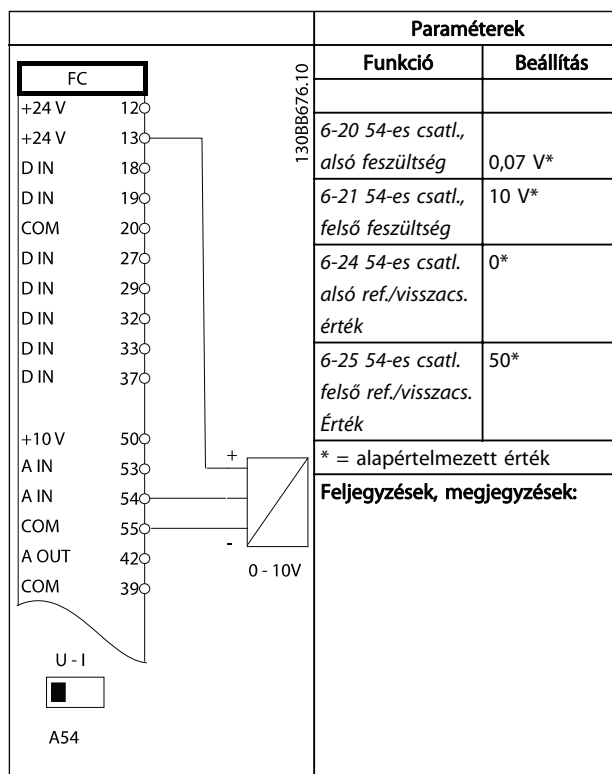 Paraméterek
Funkció Beállítás
FC
130BB676.10
+24 V 12
+24 V 13
D IN 18
D IN 19
COM 20
D IN 27
D IN 29
D IN 32
D IN 33
D IN 37
+10 V 50
A IN 53
A IN 54
COM 55
A OUT 42
COM 39
+
-
0 - 10V
U - I
A54
6-20 54-es csatl.,
alsó feszültség 0,07 V*
6-21 54-es csatl., 10 V*
felső feszültség
6-24 54-es csatl. 0*
alsó ref./visszacs.
érték
6-25 54-es csatl. 50*
felső ref./visszacs.
Érték
* = alapértelmezett érték
Feljegyzések, megjegyzések: